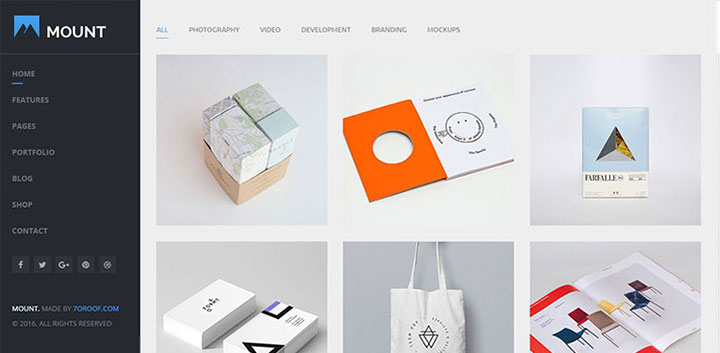 MOUNT
HOME
FEATURES
PAGES
PORTFOLIO
BLOG
SHOP
CONTACT
MOUNT. MADE BY 7OROOF.COM
© 2016. ALL RIGHTS RESERVED
ALL PHOTOGRAPHY VIDEO DEVELOPMENT BRANDING MOCKUPS
FARFALLE